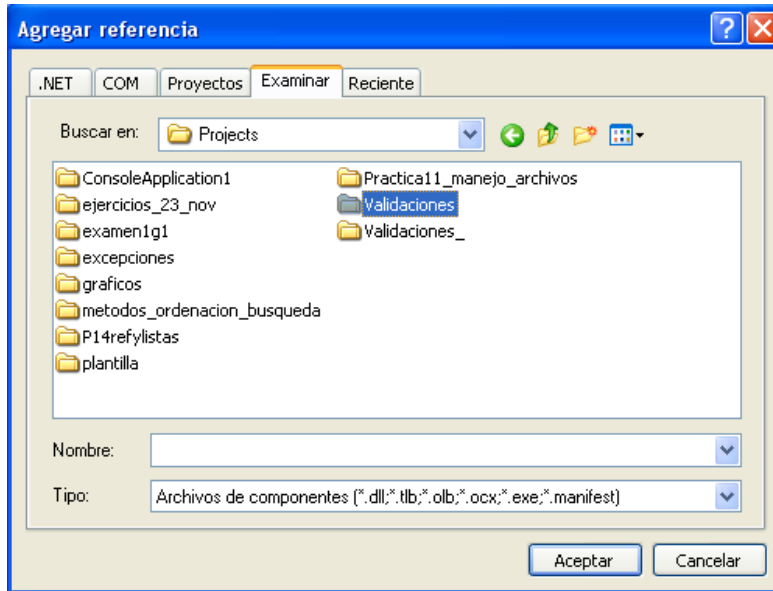 Agregar referencia
.NET COM Proyectos Examinar Reciente
Buscar en: Projects
ConsoleApplication1
ejercicios_23_nov
examen1g1
excepciones
graficos
metodos_ordenacion_busqueda
P14refylistas
plantilla
Practica11_manejo_archivos
Validaciones
Validaciones_
Nombre:
Tipo: Archivos de componentes (*.dll;*.tlb;*.olb;*.ocx;*.exe;*.manifest)
Aceptar Cancelar